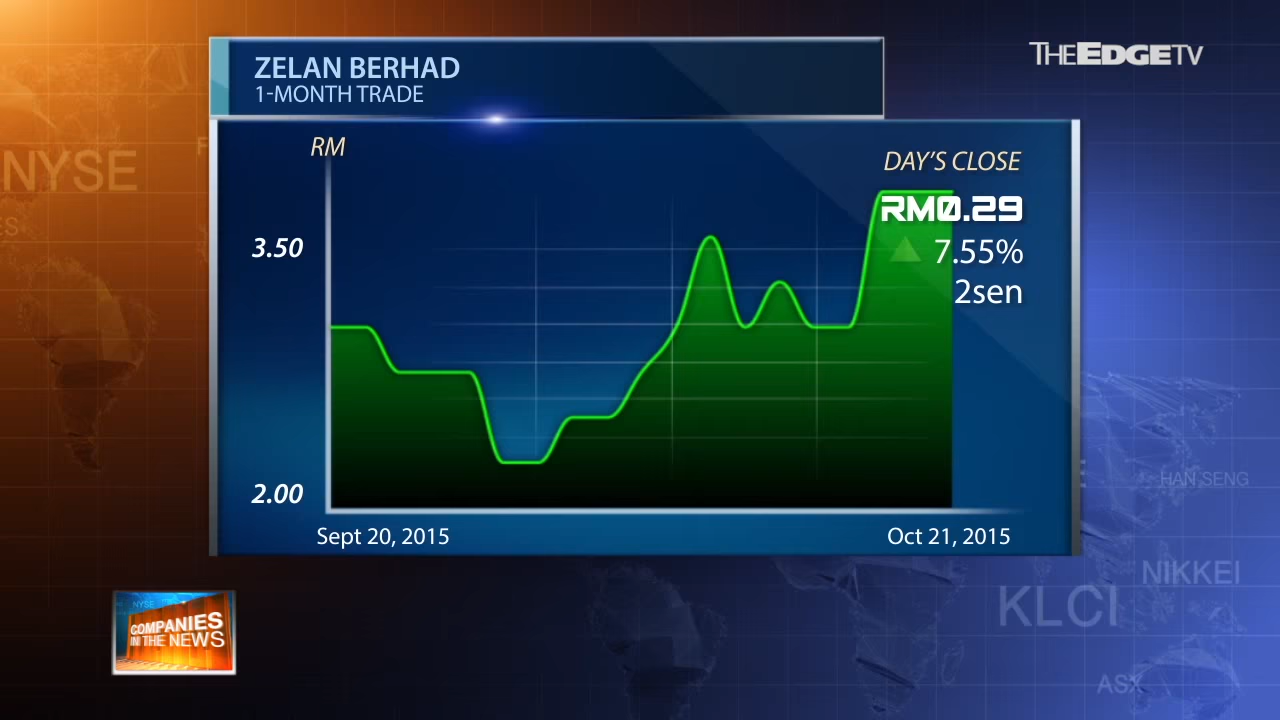 ZELAN BERHAD
1-MONTH TRADE
THEEDGETV
RM
DAY'S CLOSE
RM0.29
7.55%
2sen
3.50
2.00
Sept 20, 2015
Oct 21, 2015
NYSE
HAN SENG
NIKKEI
KLCI
ASX
NYSE
COMPANIES
IN THE NEWS